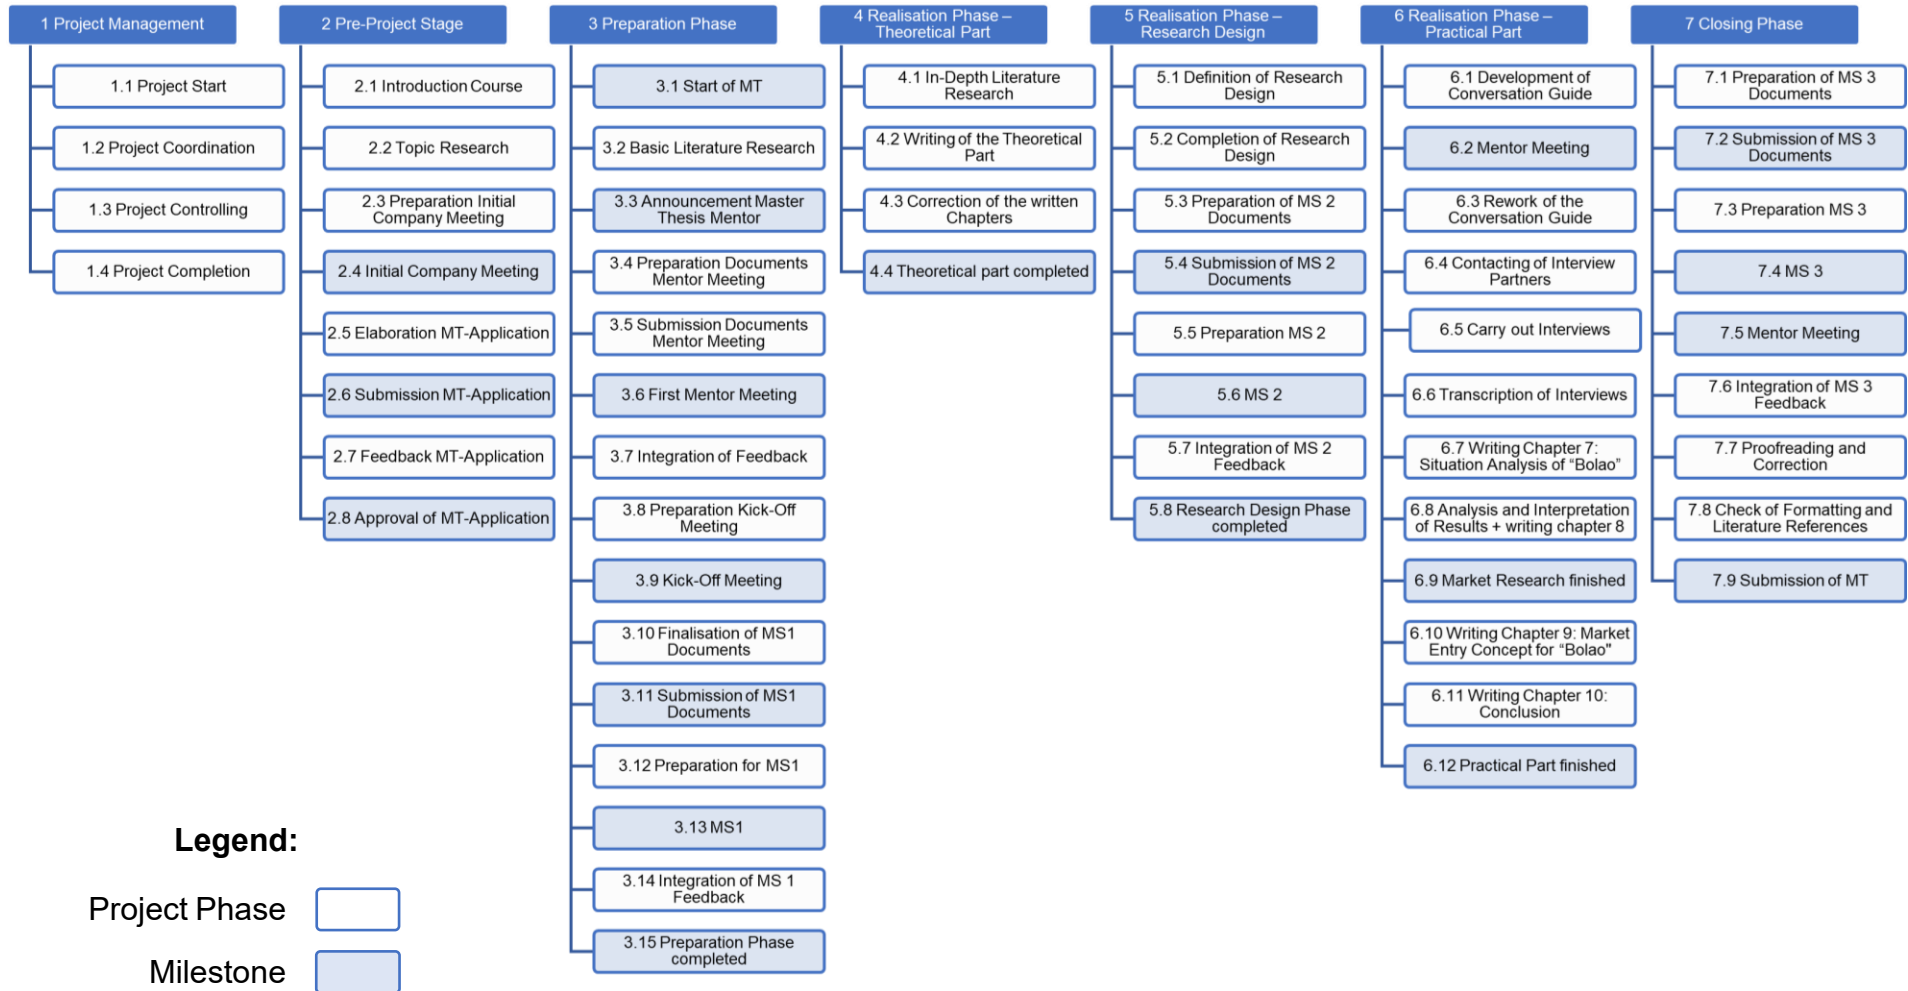 1 Project Management
1.1 Project Start
1.2 Project Coordination
1.3 Project Controlling
1.4 Project Completion
2 Pre-Project Stage
2.1 Introduction Course
2.2 Topic Research
2.3 Preparation Initial
Company Meeting
2.4 Initial Company Meeting
2.5 Elaboration MT-Application
2.6 Submission MT-Application
2.7 Feedback MT-Application
2.8 Approval of MT-Application
3 Preparation Phase
3.1 Start of MT
3.2 Basic Literature Research
3.3 Announcement Master
Thesis Mentor
3.4 Preparation Documents
Mentor Meeting
3.5 Submission Documents
Mentor Meeting
3.6 First Mentor Meeting
3.7 Integration of Feedback
3.8 Preparation Kick-Off
Meeting
3.9 Kick-Off Meeting
3.10 Finalisation of MS1
Documents
3.11 Submission of MS1
Documents
3.12 Preparation for MS1
3.13 MS1
3.14 Integration of MS 1
Feedback
3.15 Preparation Phase
completed
4 Realisation Phase –
Theoretical Part
4.1 In-Depth Literature
Research
4.2 Writing of the Theoretical
Part
4.3 Correction of the written
Chapters
4.4 Theoretical part completed
5 Realisation Phase –
Research Design
5.1 Definition of Research
Design
5.2 Completion of Research
Design
5.3 Preparation of MS 2
Documents
5.4 Submission of MS 2
Documents
5.5 Preparation MS 2
5.6 MS 2
5.7 Integration of MS 2
Feedback
5.8 Research Design Phase
completed
6 Realisation Phase –
Practical Part
6.1 Development of
Conversation Guide
6.2 Mentor Meeting
6.3 Rework of the
Conversation Guide
6.4 Contacting of Interview
Partners
6.5 Carry out Interviews
6.6 Transcription of Interviews
6.7 Writing Chapter 7:
Situation Analysis of “Bolao”
6.8 Analysis and Interpretation
of Results + writing chapter 8
6.9 Market Research finished
6.10 Writing Chapter 9: Market
Entry Concept for “Bolao"
6.11 Writing Chapter 10:
Conclusion
6.12 Practical Part finished
7 Closing Phase
7.1 Preparation of MS 3
Documents
7.2 Submission of MS 3
Documents
7.3 Preparation MS 3
7.4 MS 3
7.5 Mentor Meeting
7.6 Integration of MS 3
Feedback
7.7 Proofreading and
Correction
7.8 Check of Formatting and
Literature References
7.9 Submission of MT
Legend:
Project Phase
Milestone